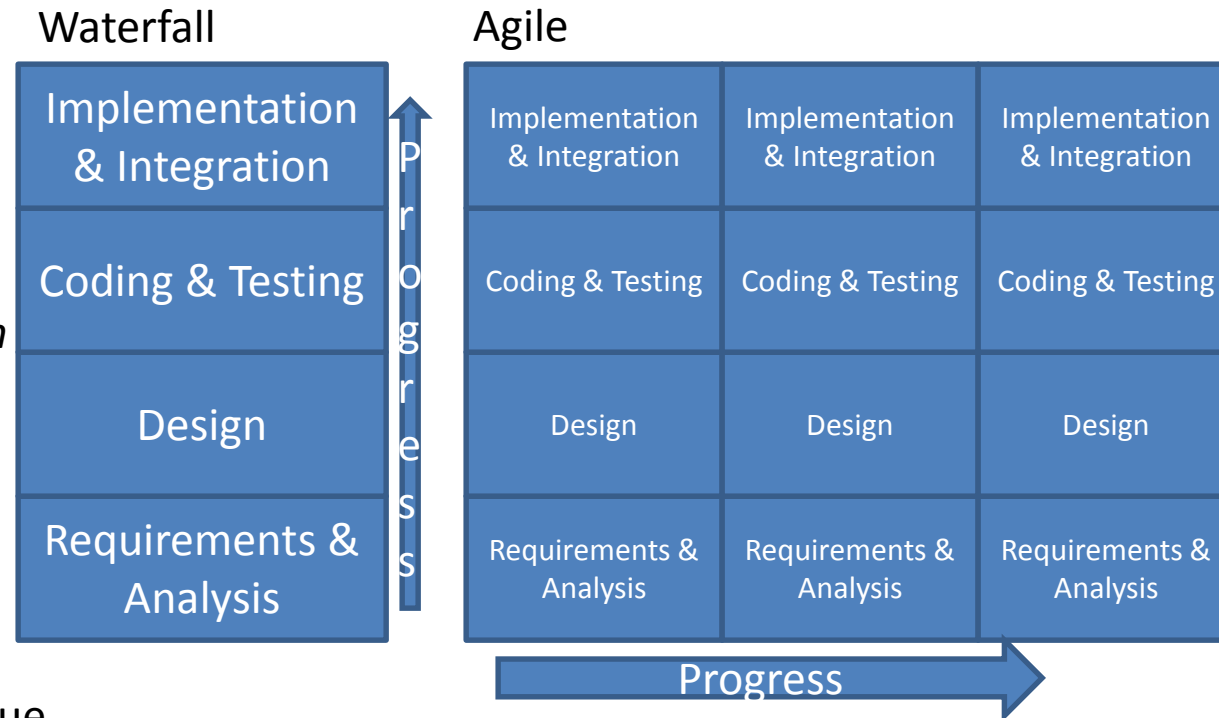 Waterfall
Agile
Implementation
& Integration
Coding & Testing
Design
Requirements &
Analysis
Progress
Implementation
& Integration
Implementation
& Integration
Implementation
& Integration
Coding & Testing
Coding & Testing
Coding & Testing
Design
Design
Design
Requirements &
Analysis
Requirements &
Analysis
Requirements &
Analysis
Progress